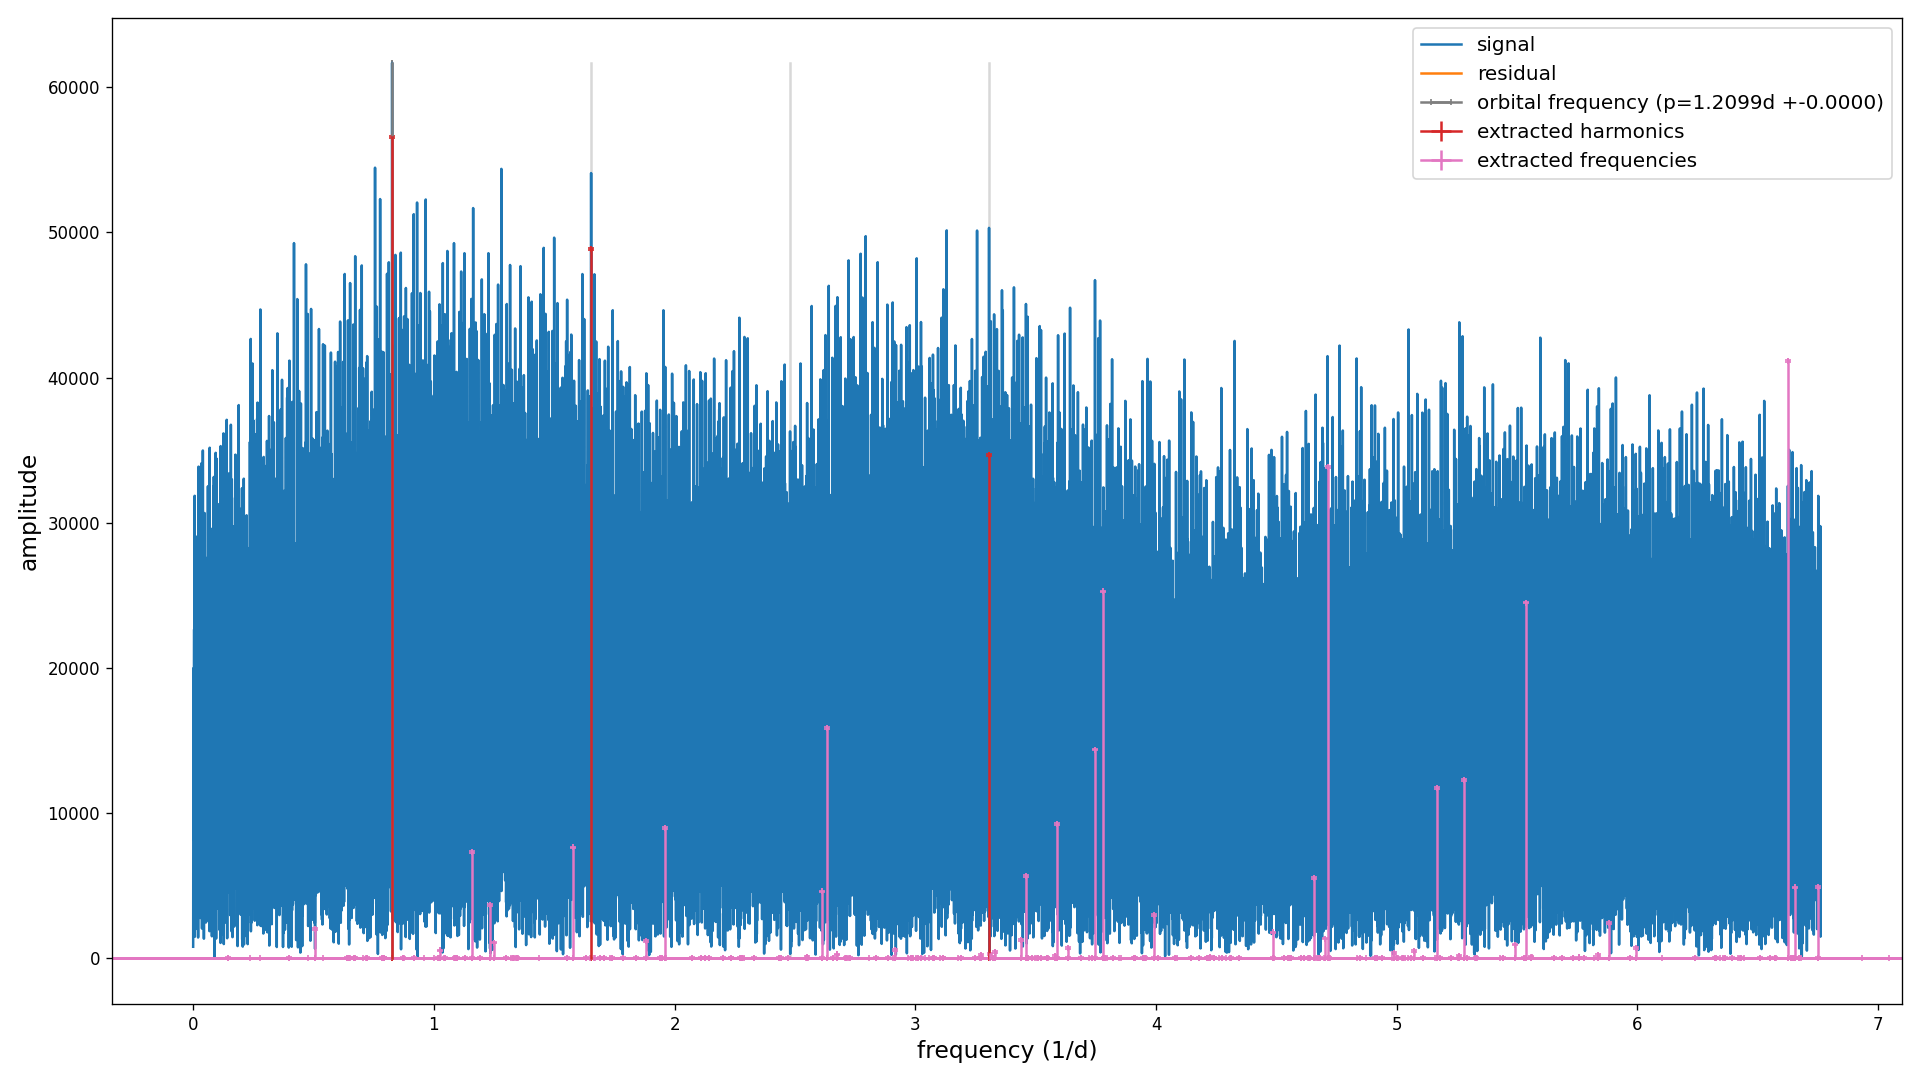 signal
residual
orbital frequency (p=1.2099d +-0.0000)
extracted harmonics
extracted frequencies
amplitude
60000
50000
40000
30000
20000
10000
0
0 1 2 3 4 5 6 7
frequency (1/d)